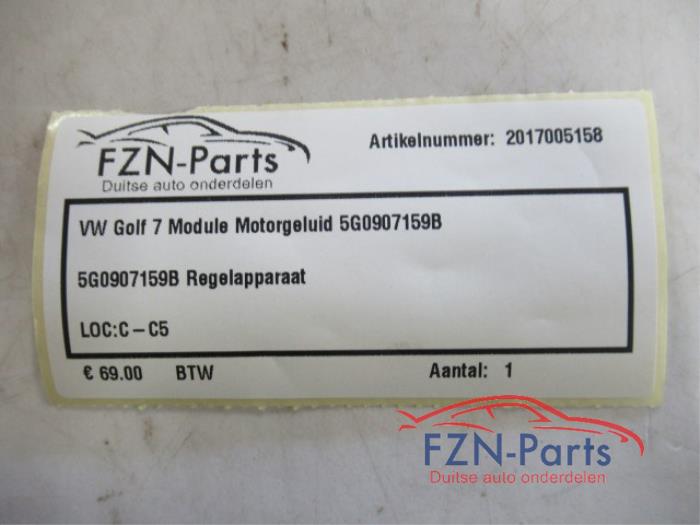 FZN-Parts
Duitse auto onderdelen
Artikelnummer: 2017005158
VW Golf 7 Module Motorgeluid 5G0907159B
5G0907159B Regelapparaat
LOC:C-C5
€ 69.00 BTW Aantal: 1
FZN-Parts
Duitse auto onderdelen